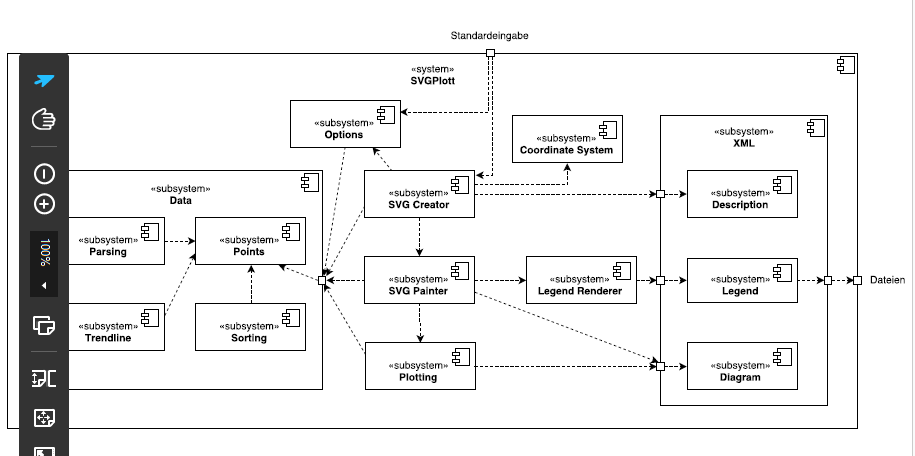 Standardeingabe
«system»
SVGPlott
«subsystem»
Options
«subsystem»
Coordinate System
«subsystem»
XML
«subsystem»
Data
«subsystem»
SVG Creator
«subsystem»
Description
«subsystem»
Parsing
«subsystem»
Points
«subsystem»
SVG Painter
«subsystem»
Legend Renderer
«subsystem»
Legend
Dateien
«subsystem»
Trendline
«subsystem»
Sorting
«subsystem»
Plotting
«subsystem»
Diagram
100%